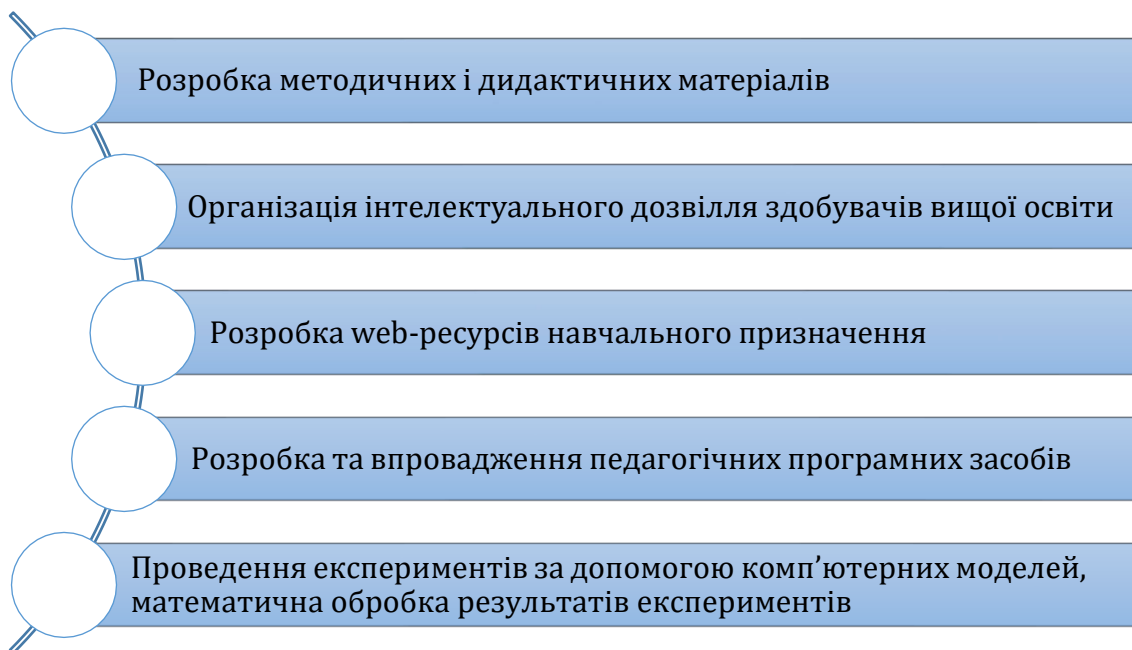 Розробка методичних і дидактичних матеріалів
Організація інтелектуального дозвілля здобувачів вищої освіти
Розробка web-ресурсів навчального призначення
Розробка та впровадження педагогічних програмних засобів
Проведення експериментів за допомогою комп’ютерних моделей,
математична обробка результатів експериментів